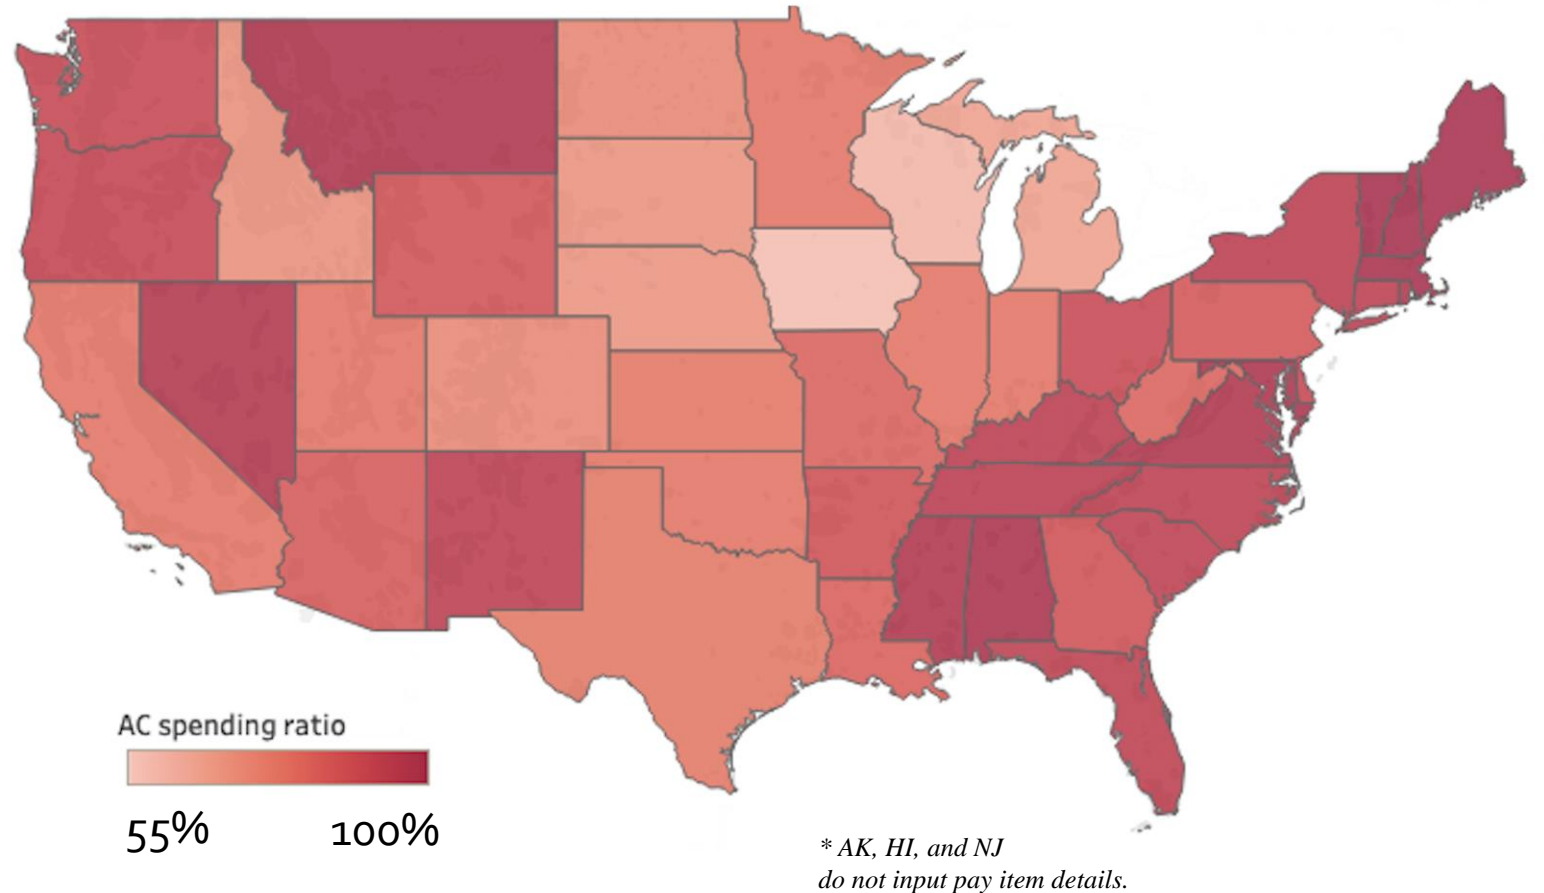 AC spending ratio
55% 100%
* AK, HI, and NJ
do not input pay item details.